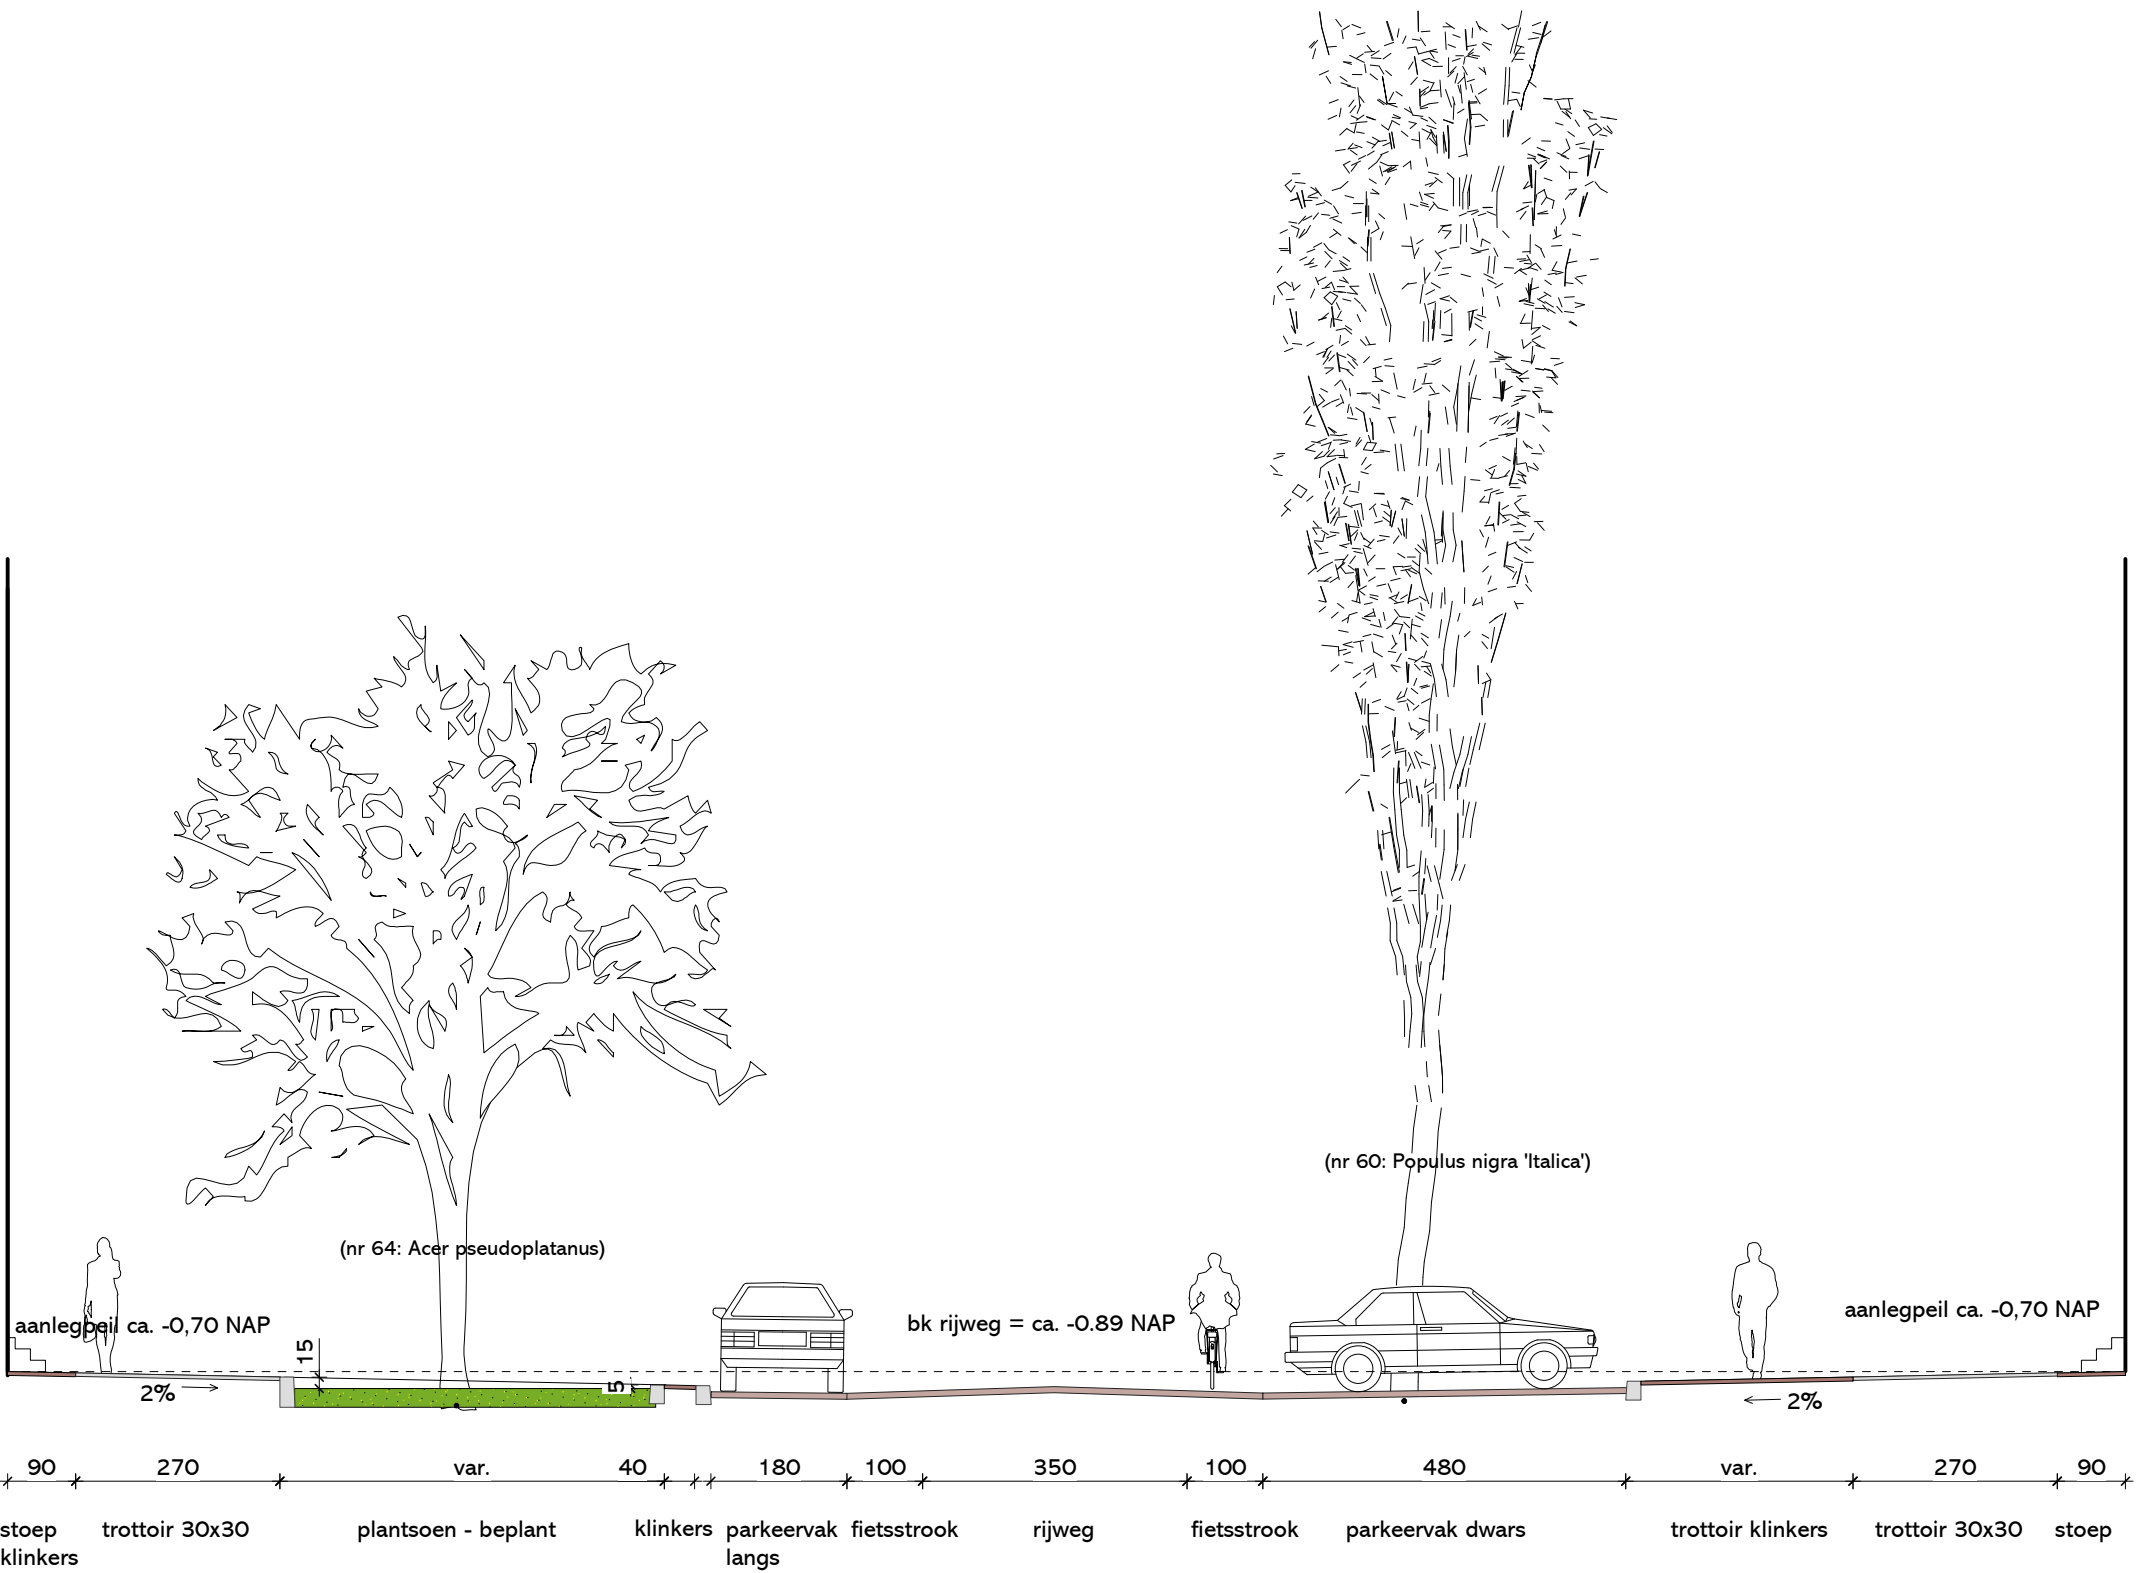 (nr 60: Populus nigra 'Italica')
(nr 64: Acer pseudoplatanus)
aanlegpeil ca. -0,70 NAP
bk rijweg = ca. -0.89 NAP
aanlegpeil ca. -0,70 NAP
15
5
2%
2%
90 270 var. 40 180 100 350 100 480 var. 270 90
stoep klinkers
trottoir 30x30
plantsoen - beplant
klinkers
parkeervak langs
fietsstrook
rijweg
fietsstrook
parkeervak dwars
trottoir klinkers
trottoir 30x30
stoep